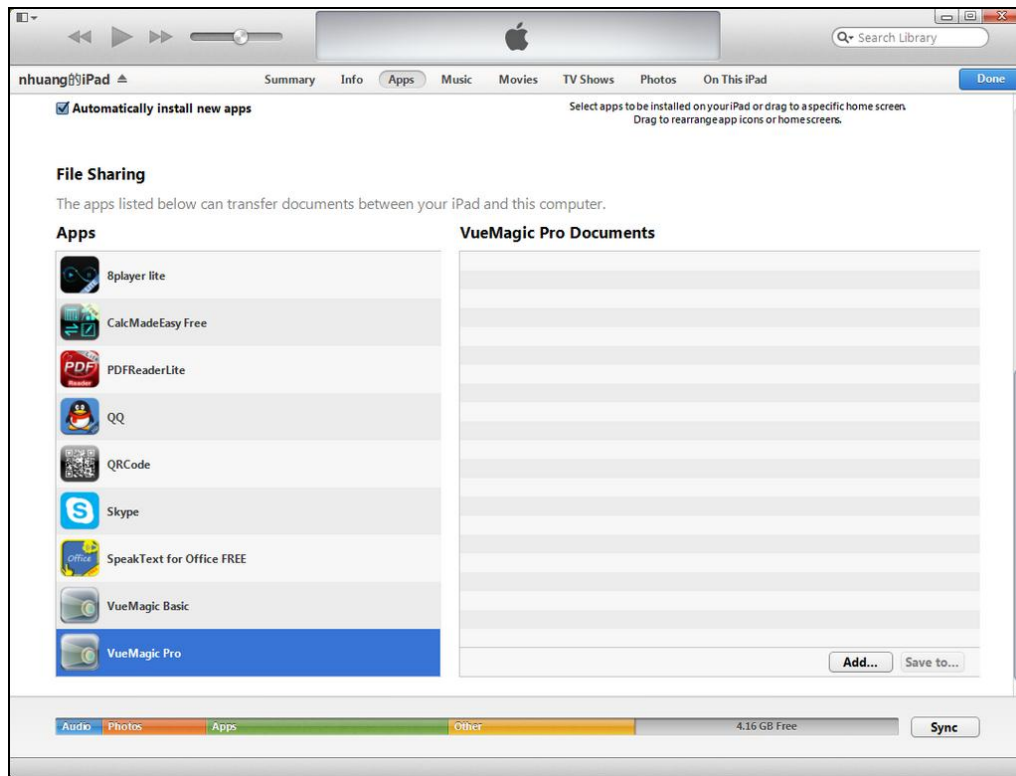 Search Library
nhuang的iPad Summary Info Apps Music Movies TV Shows Photos On This iPad Done
Automatically install new apps
Select apps to be installed on your iPad or drag to a specific home screen.
Drag to rearrange app icons or home screens.
File Sharing
The apps listed below can transfer documents between your iPad and this computer.
Apps
8player lite
CalcMadeEasy Free
PDF
Reader
PDFReaderLite
QQ
QRCode
Skype
Office
SpeakText for Office FREE
VueMagic Basic
VueMagic Pro
VueMagic Pro Documents
Add... Save to...
Audio Photos Apps Other 4.16 GB Free Sync